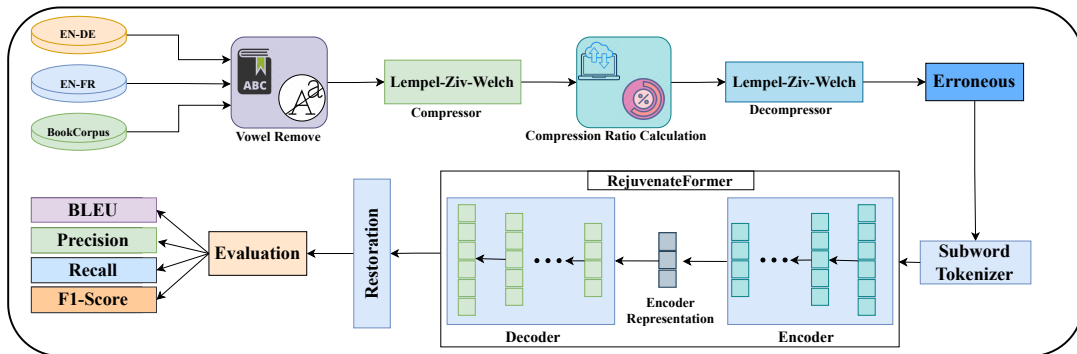 EN-DE
EN-FR
BookCorpus
ABC
A a
Vowel Remove
Lempel-Ziv-Welch
Compressor
%
Compression Ratio Calculation
Lempel-Ziv-Welch
Decompressor
Erroneous
Subword
Tokenizer
RejuvenateFormer
Encoder
Encoder
Representation
Decoder
Restoration
Evaluation
BLEU
Precision
Recall
F1-Score